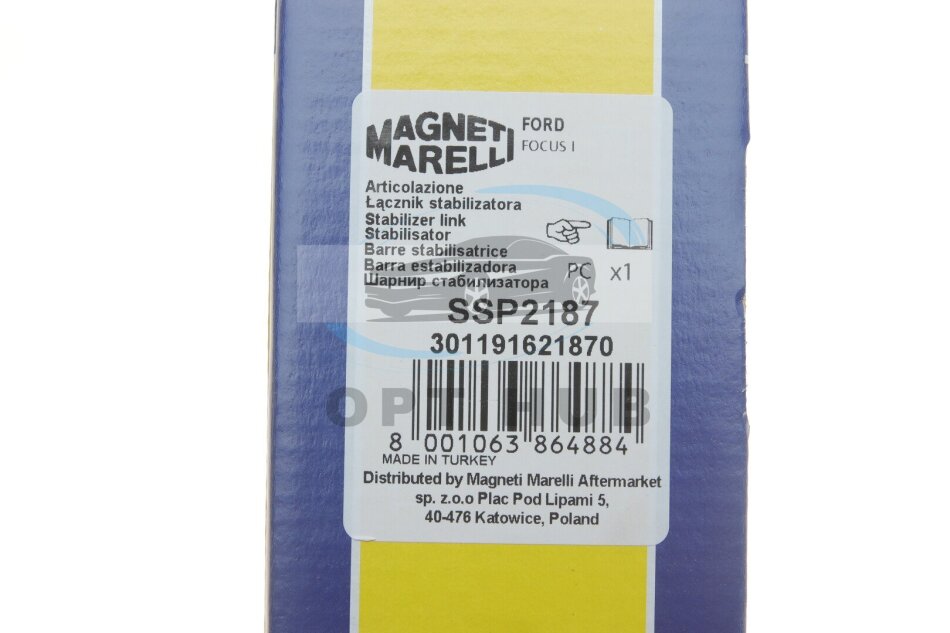 MAGNETI
MARELLI
FORD
FOCUS I
Articolazione
Łącznik stabilizatora
Stabilizer link
Stabilisator
Barre stabilisatrice
Barra estabilizadora
Шарнир стабилизатора
PC x1
SSP2187
301191621870
OPT HUB
8 001063 864884
MADE IN TURKEY
Distributed by Magneti Marelli Aftermarket
sp. z.o.o Plac Pod Lipami 5,
40-476 Katowice, Poland